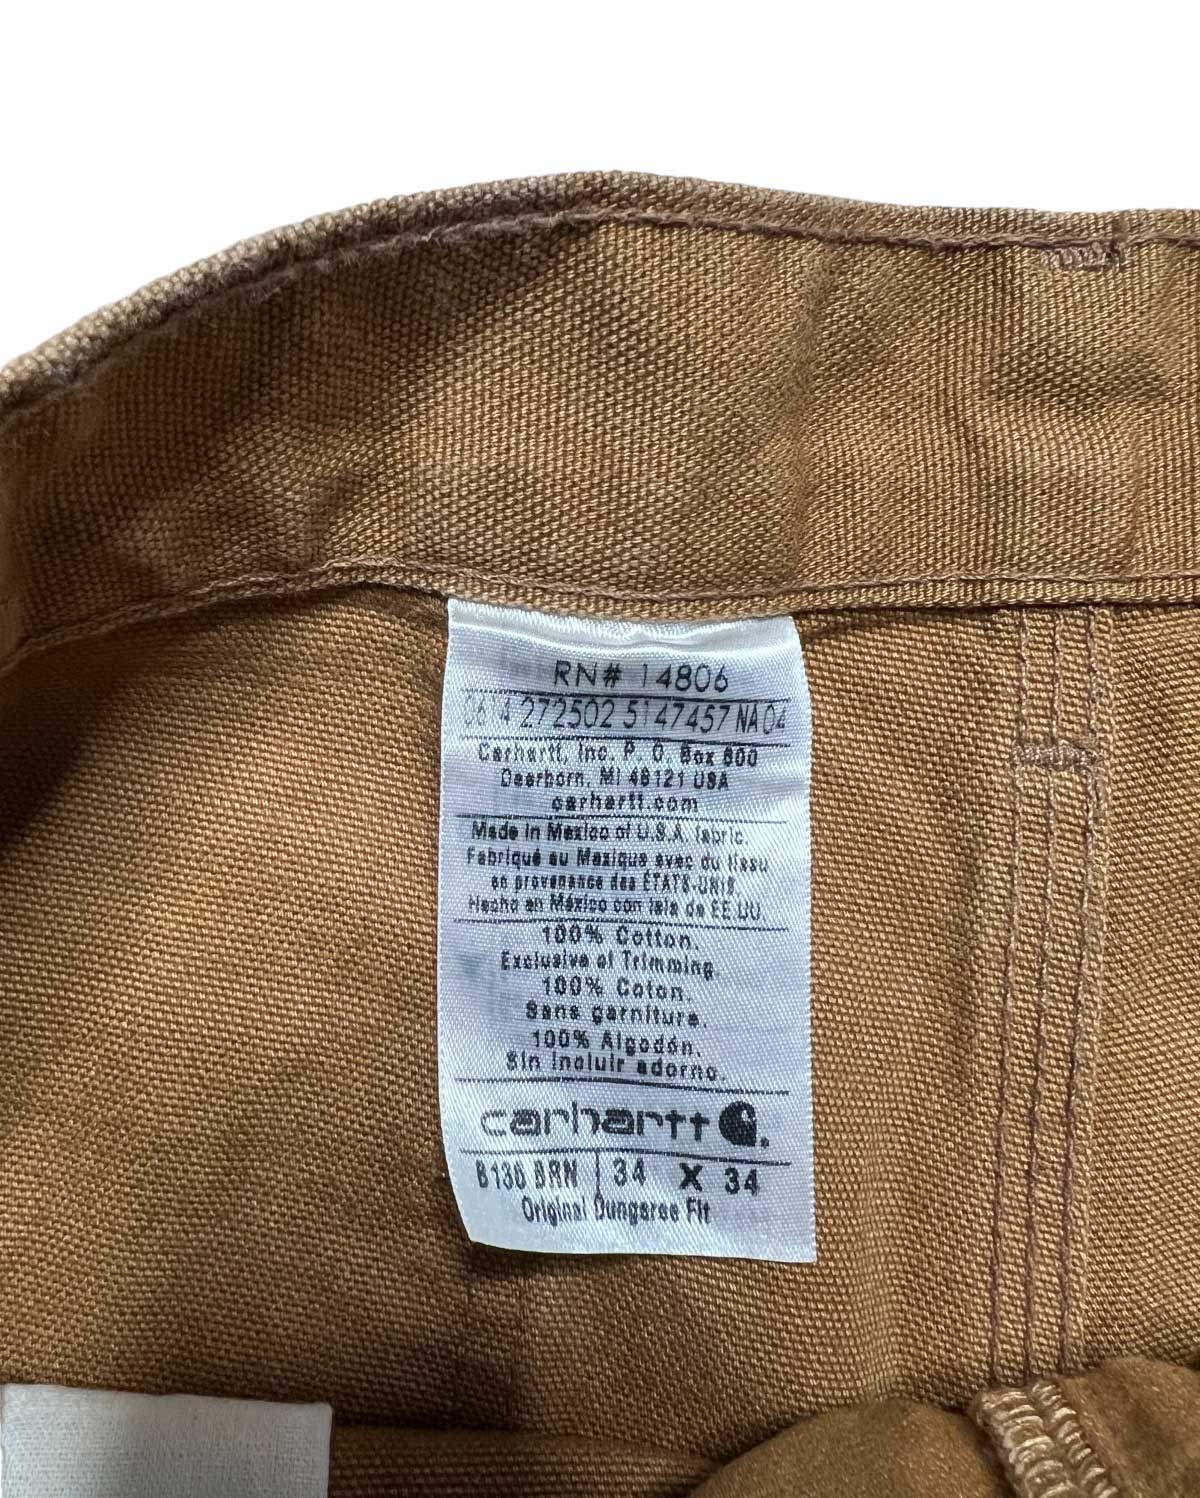 RN# 14806
06 4 272502 5147457 NA 04
Carhartt, Inc. P. O. Box 600
Dearborn, MI 48121 USA
carhartt.com
Made in Mexico of U.S.A. fabric.
Fabriqué au Mexique avec du tissu
en provenance des ÉTATS-UNIS.
Hecho en México con tela de EE.UU.
100% Cotton.
Exclusive of Trimming.
100% Coton.
Sans garniture.
100% Algodón.
Sin incluir adorno.
carhartt
B136 BRN 34 X 34
Original Dungaree Fit